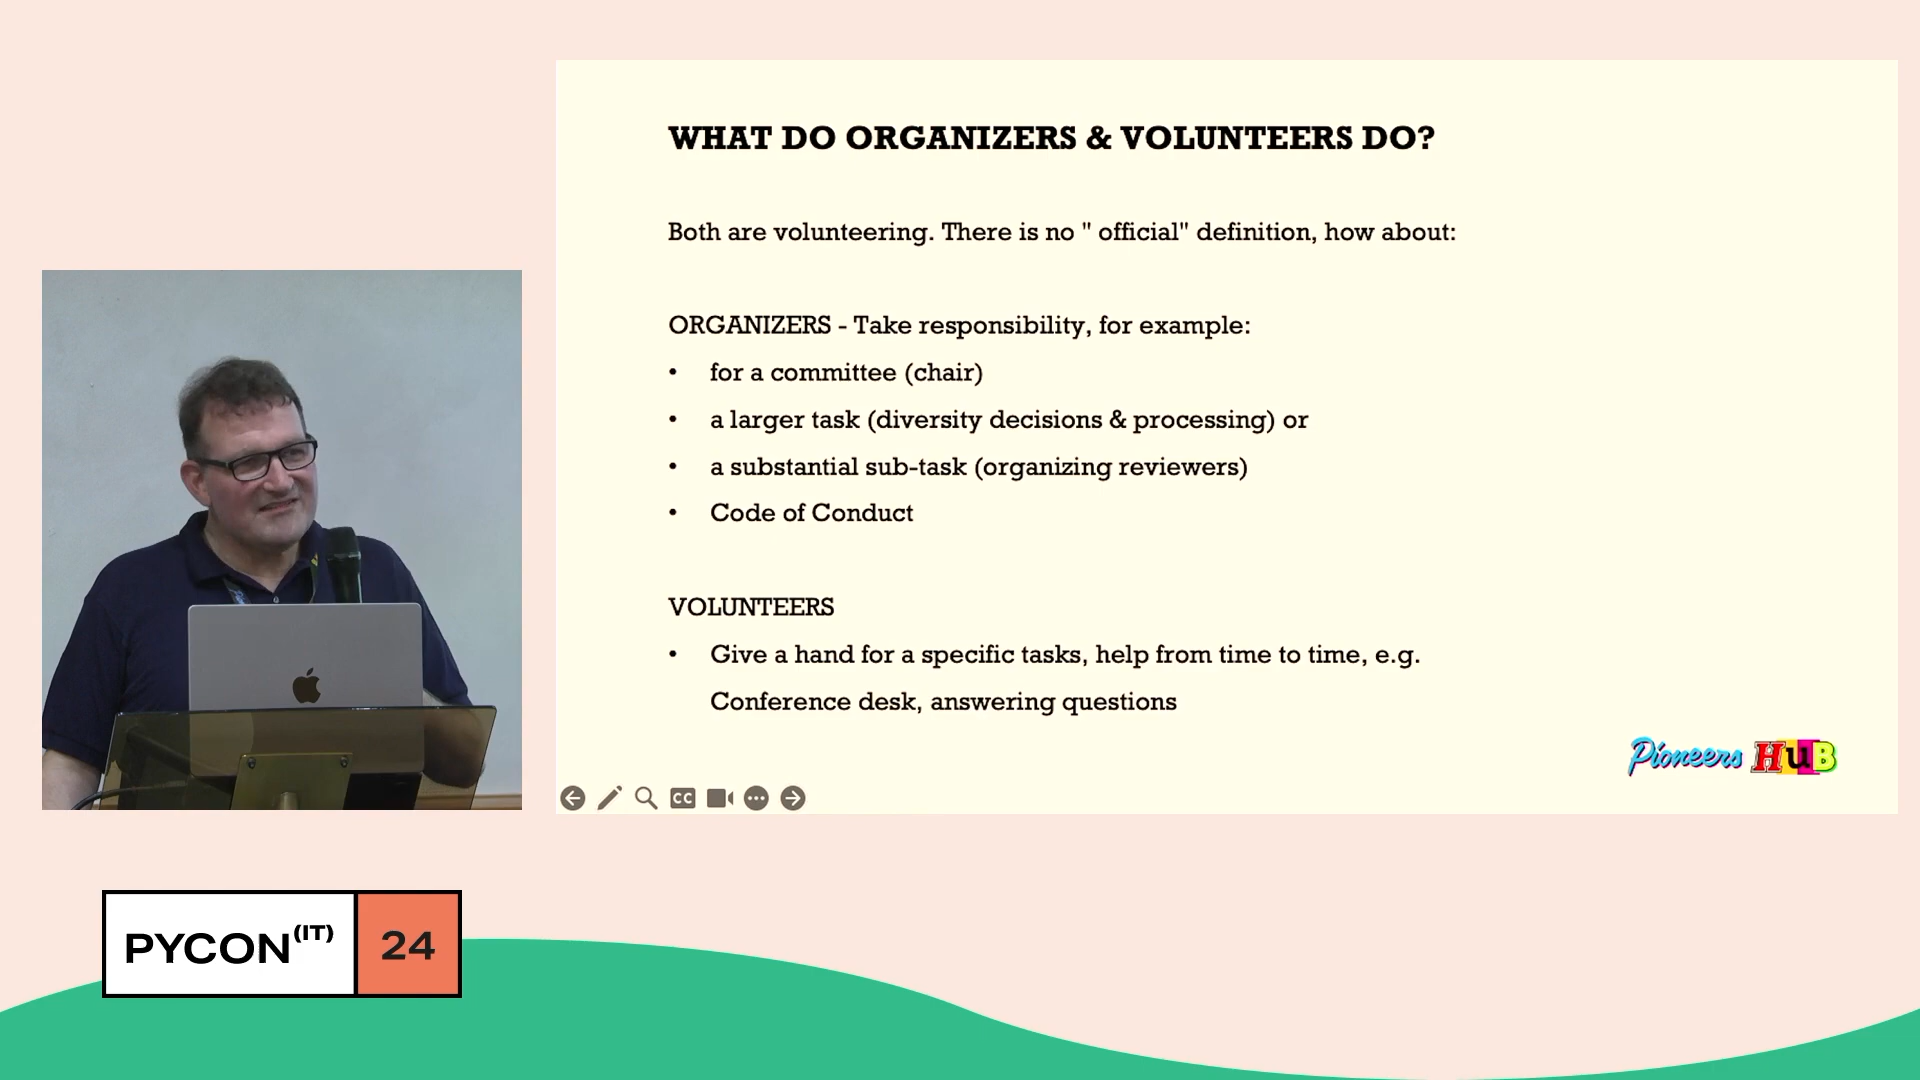 WHAT DO ORGANIZERS & VOLUNTEERS DO?
Both are volunteering. There is no " official" definition, how about:
ORGANIZERS - Take responsibility, for example:
• for a committee (chair)
• a larger task (diversity decisions & processing) or
• a substantial sub-task (organizing reviewers)
• Code of Conduct
VOLUNTEERS
• Give a hand for a specific tasks, help from time to time, e.g.
Conference desk, answering questions
Pioneers HuB
CC
PYCON(IT) 24